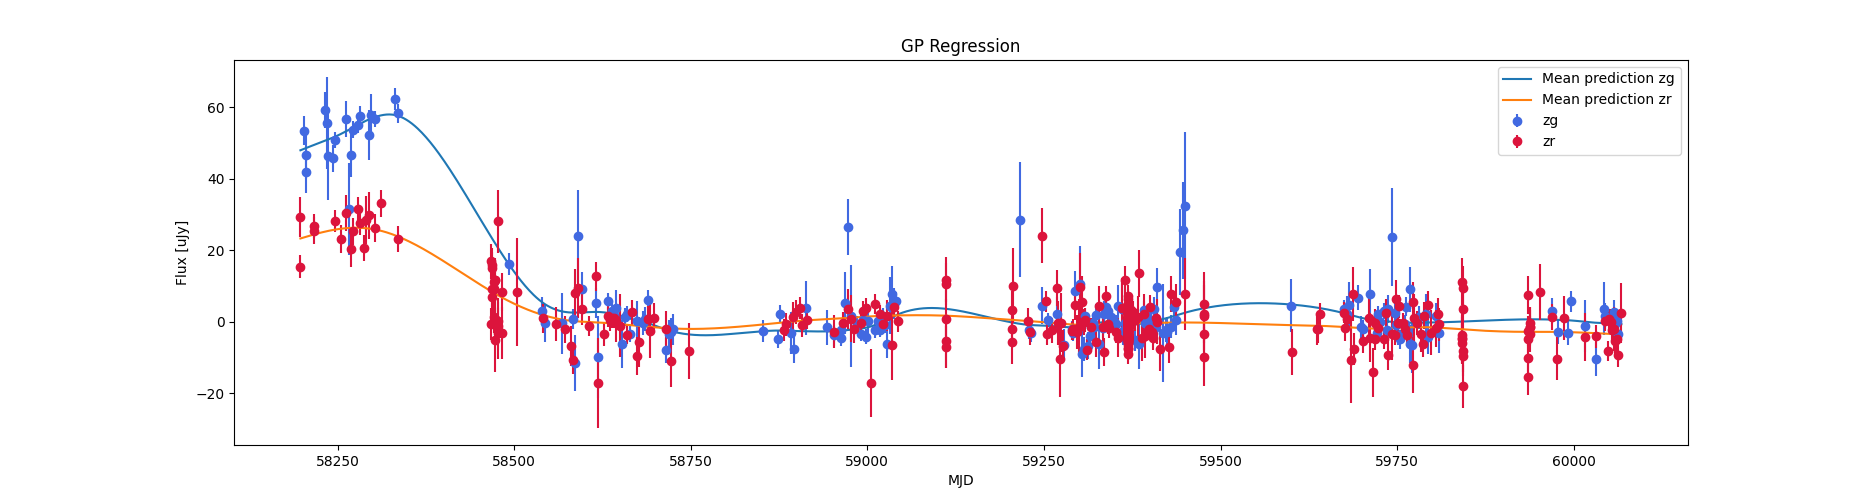 GP Regression
Mean prediction zg
Mean prediction zr
zg
zr
Flux [uJy]
60
40
20
0
−20
58250
58500
58750
59000
59250
59500
59750
60000
MJD